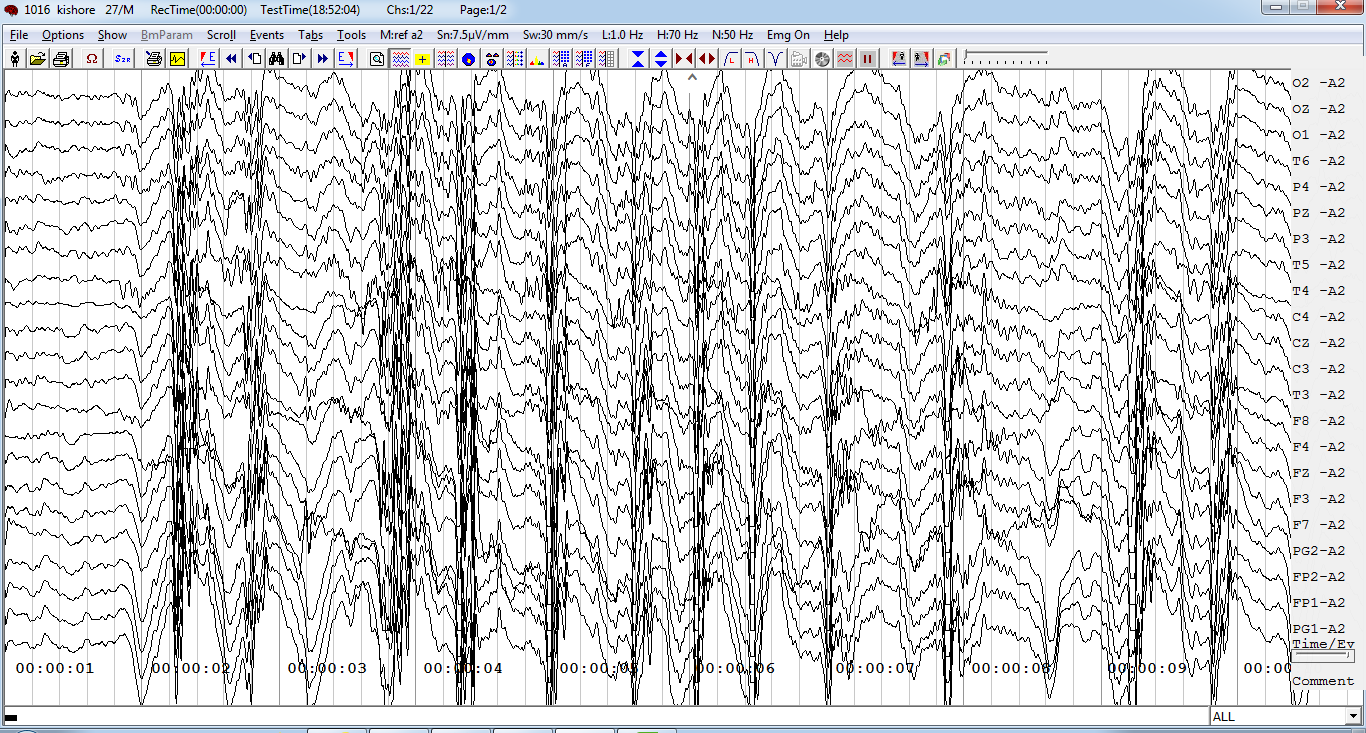 1016 kishore 27/M RecTime(00:00:00) TestTime(18:52:04) Chs:1/22 Page:1/2
File Options Show BmParam Scroll Events Tabs Tools M:ref a2 Sn:7.5µV/mm Sw:30 mm/s L:1.0 Hz H:70 Hz N:50 Hz Emg On Help
O2 -A2
OZ -A2
O1 -A2
T6 -A2
P4 -A2
PZ -A2
P3 -A2
T5 -A2
T4 -A2
C4 -A2
CZ -A2
C3 -A2
T3 -A2
F8 -A2
F4 -A2
FZ -A2
F3 -A2
F7 -A2
PG2-A2
FP2-A2
FP1-A2
PG1-A2
Time/Ev
00:00:01 00:00:02 00:00:03 00:00:04 00:00:05 00:00:06 00:00:07 00:00:08 00:00:09 00:00
Comment
ALL